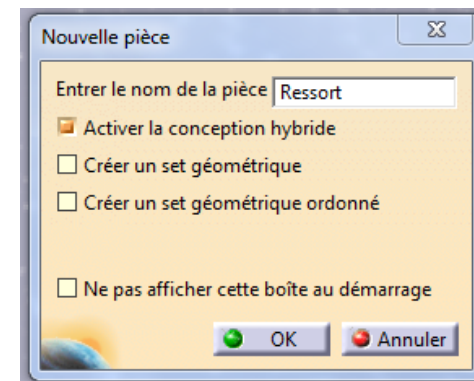 Nouvelle pièce
Entrer le nom de la pièce Ressort
Activer la conception hybride
Créer un set géométrique
Créer un set géométrique ordonné
Ne pas afficher cette boîte au démarrage
OK Annuler